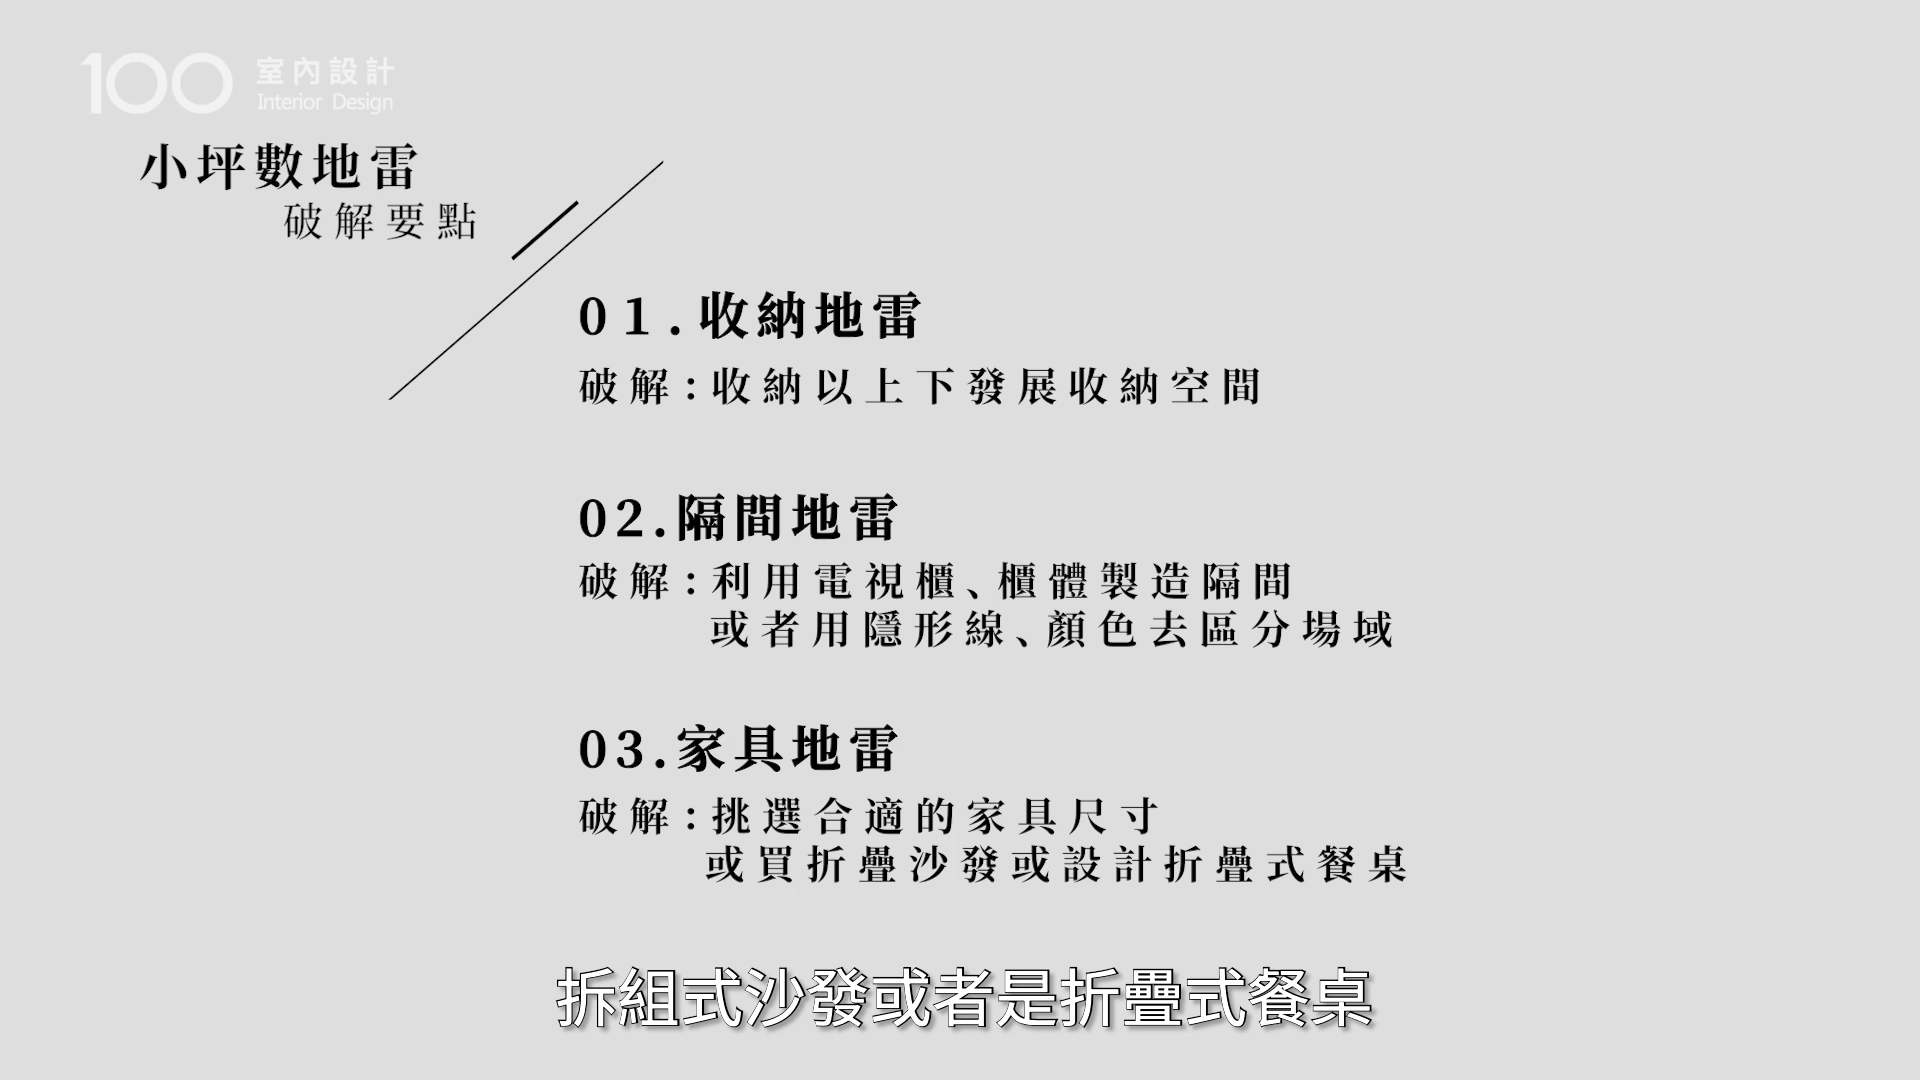 100 室內設計
Interior Design
小坪數地雷
破解要點
01.收納地雷
破解:收納以上下發展收納空間
02.隔間地雷
破解:利用電視櫃、櫃體製造隔間
或者用隱形線、顏色去區分場域
03.家具地雷
破解:挑選合適的家具尺寸
或買折疊沙發或設計折疊式餐桌
拆組式沙發或者是折疊式餐桌